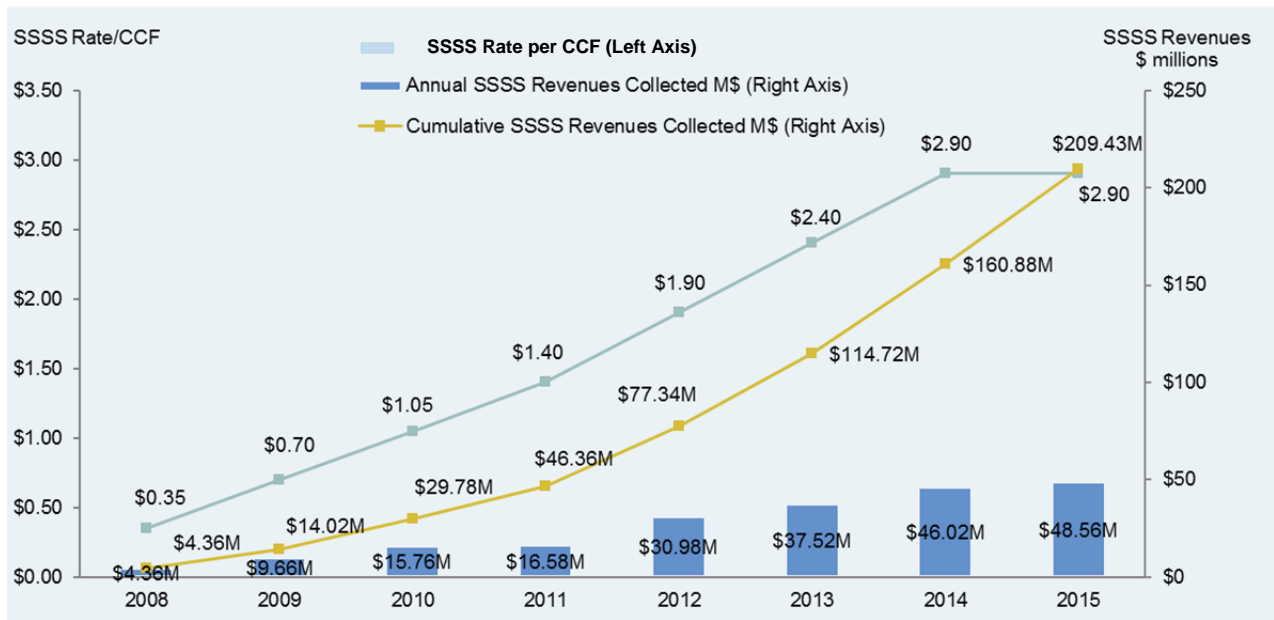 SSSS Rate/CCF
SSSS Rate per CCF (Left Axis)
SSSS Revenues
$ millions
Annual SSSS Revenues Collected M$ (Right Axis)
Cumulative SSSS Revenues Collected M$ (Right Axis)
$3.50
$3.00
$2.50
$2.00
$1.50
$1.00
$0.50
$0.00
$250
$200
$150
$100
$50
$0
$0.35
$0.70
$1.05
$1.40
$1.90
$2.40
$2.90
$2.90
$4.36M
$14.02M
$29.78M
$46.36M
$77.34M
$114.72M
$160.88M
$209.43M
$4.36M
$9.66M
$15.76M
$16.58M
$30.98M
$37.52M
$46.02M
$48.56M
2008
2009
2010
2011
2012
2013
2014
2015